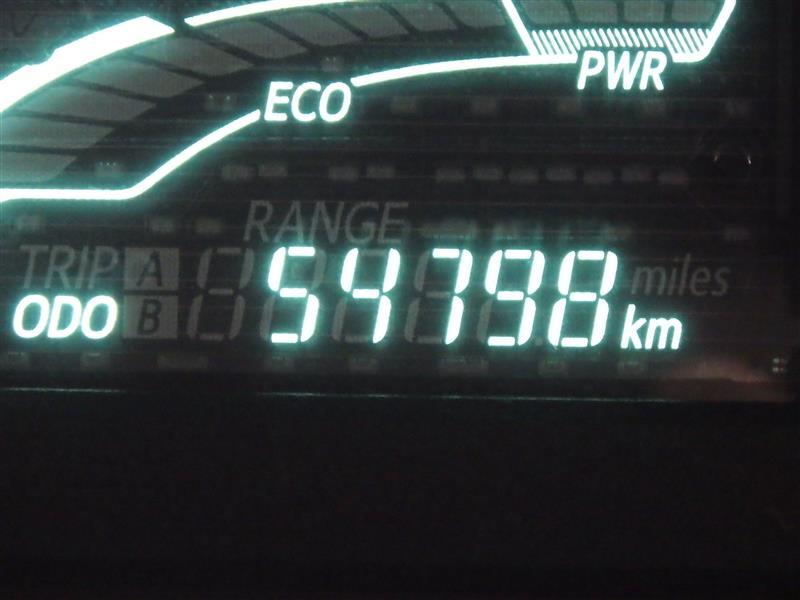 ECO
PWR
RANGE
TRIP A miles
ODO B 54798 km